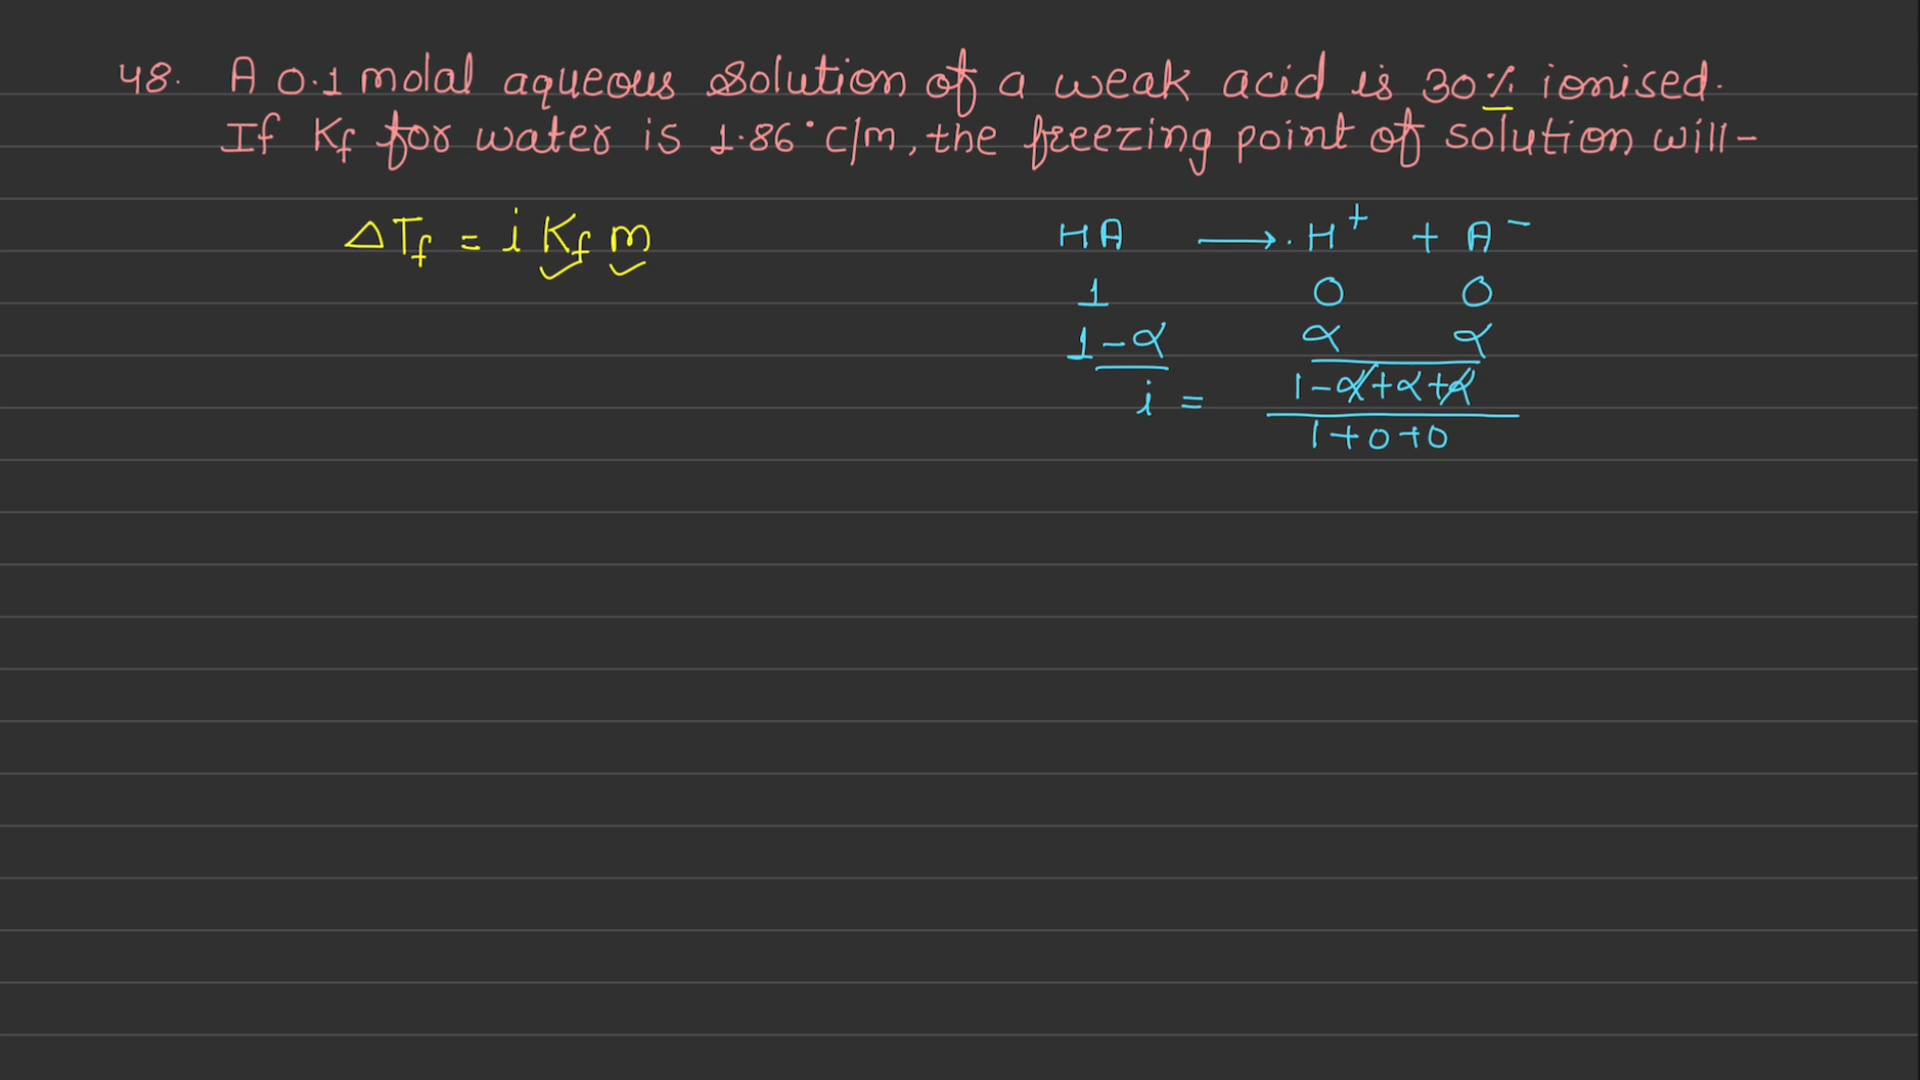 48. A 0.1 molal aqueous solution of a weak acid is 30% ionised.
If Kf for water is 1.86°C/m, the freezing point of solution will-
ΔTf = i Kf m
HA ⟶. H⁺ + A⁻
1 0 0
1-α α α
i = 1-α+α+α
1+0+0